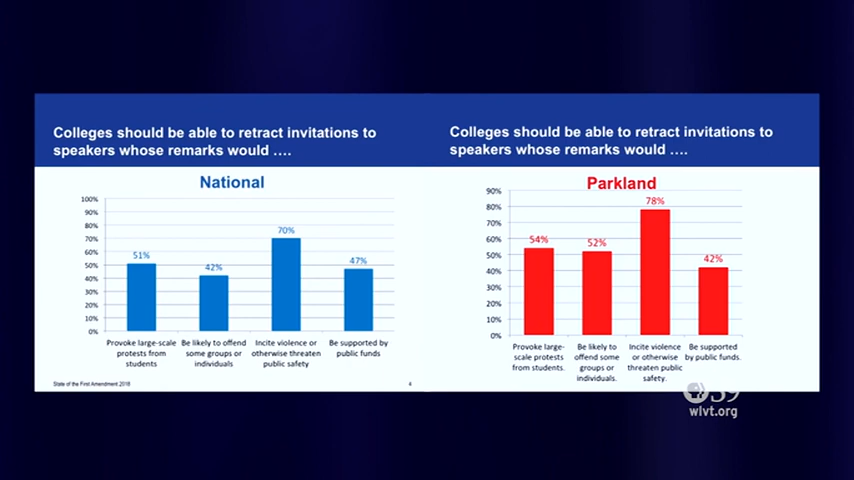 Colleges should be able to retract invitations to
speakers whose remarks would ....
National
100%
90%
80%
70%
60%
50%
40%
30%
20%
10%
0%
51%
42%
70%
47%
Provoke large-scale
protests from
students
Be likely to offend
some groups or
individuals
Incite violence or
otherwise threaten
public safety
Be supported by
public funds
State of the First Amendment 2018
4
Colleges should be able to retract invitations to
speakers whose remarks would ....
Parkland
90%
80%
70%
60%
50%
40%
30%
20%
10%
0%
54%
52%
78%
42%
Provoke large-
scale protests
from students.
Be likely to
offend some
groups or
individuals.
Incite violence
or otherwise
threaten public
safety.
Be supported
by public funds.
PBS 39
wlvt.org